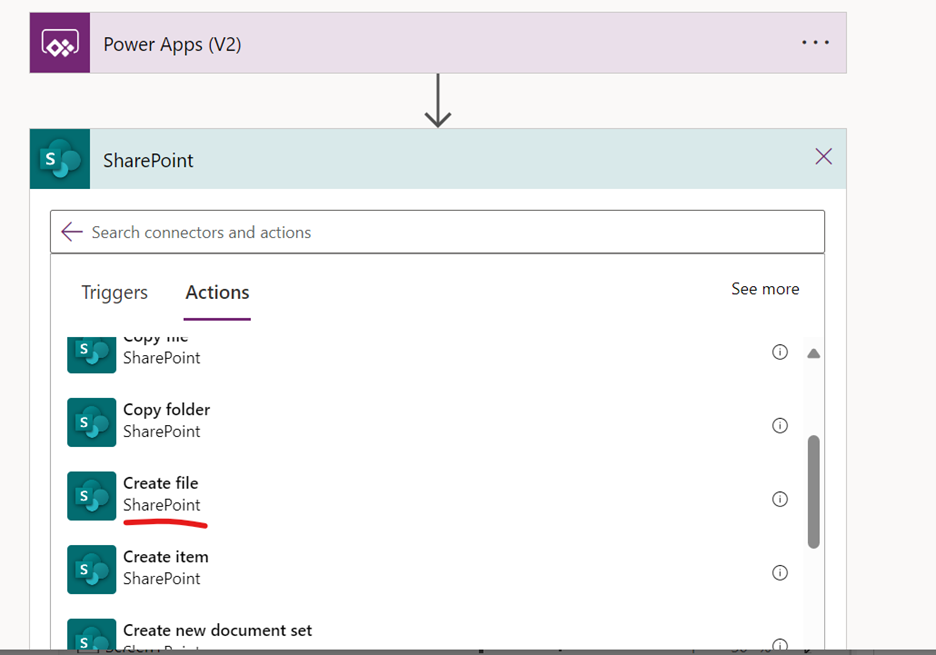 Power Apps (V2)
SharePoint
Search connectors and actions
Triggers
Actions
See more
Copy file
SharePoint
Copy folder
SharePoint
Create file
SharePoint
Create item
SharePoint
Create new document set
SharePoint